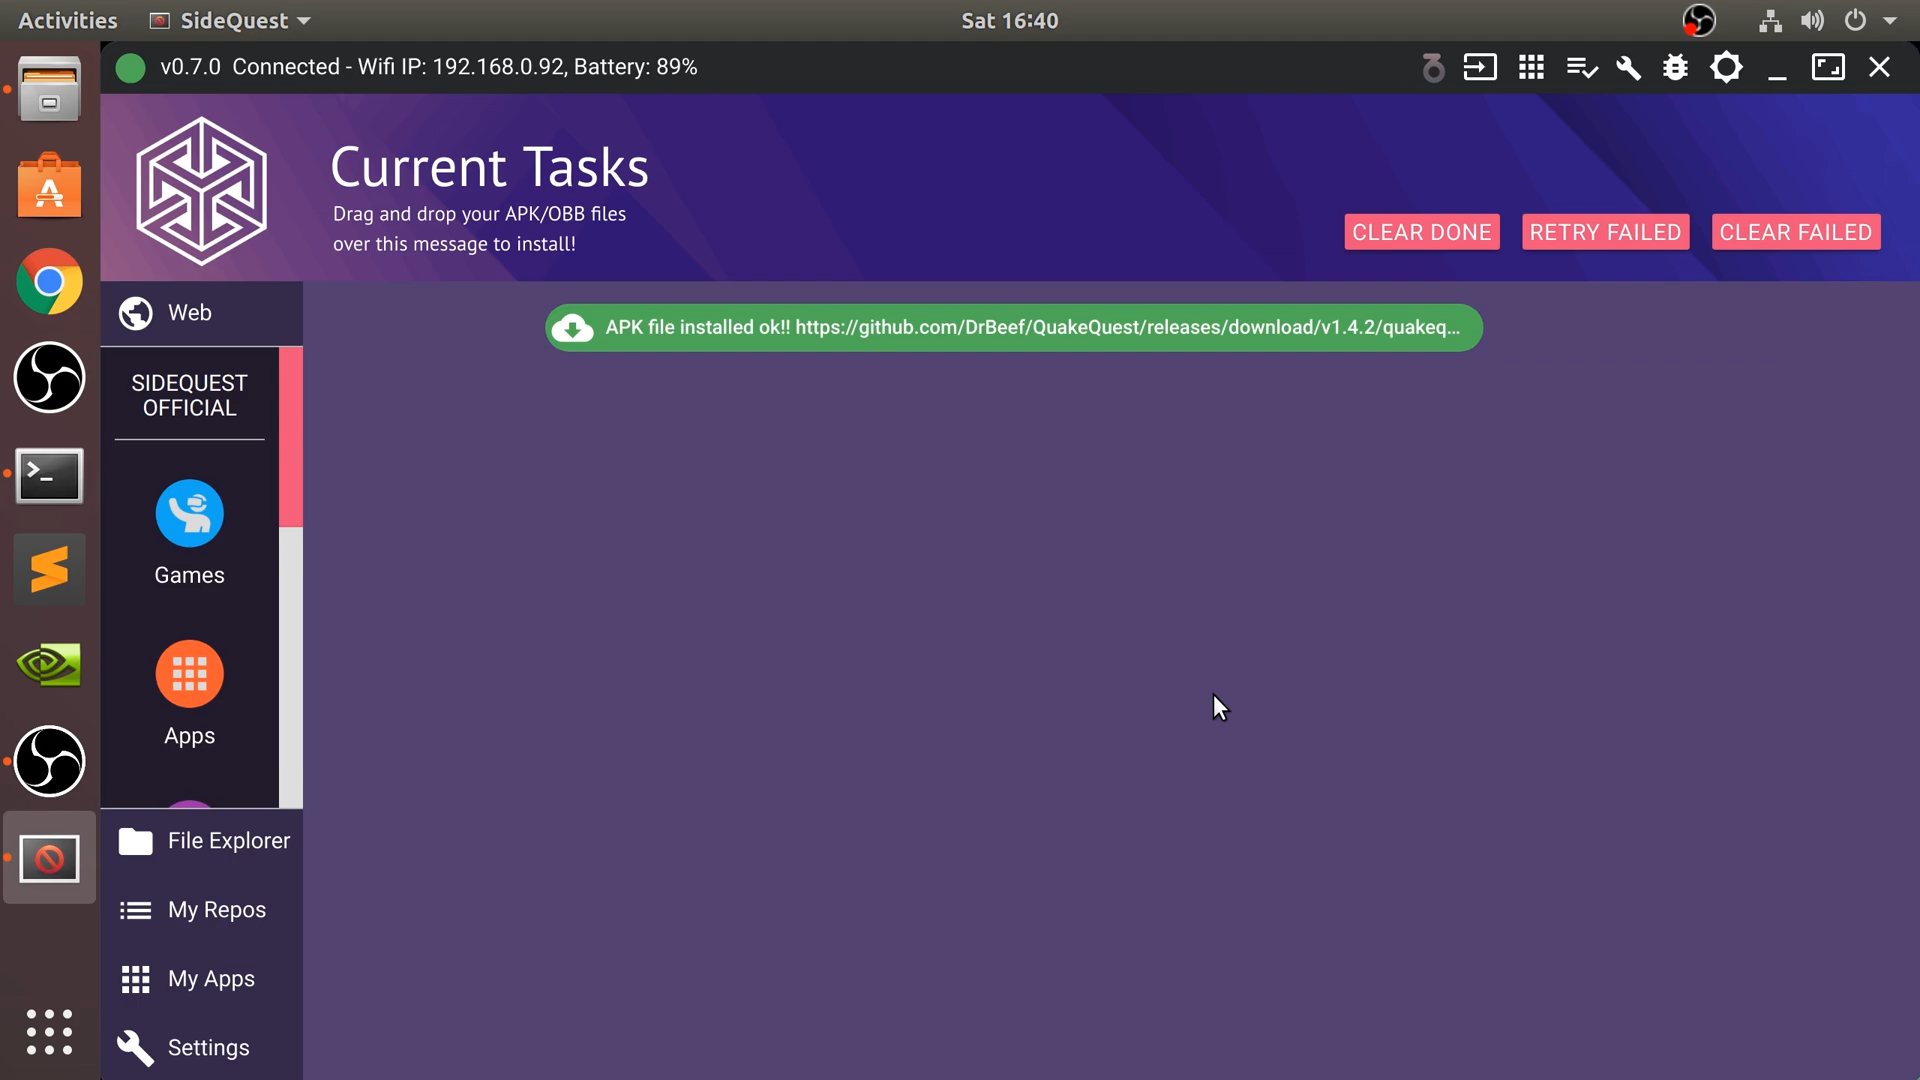 Activities
SideQuest
Sat 16:40
v0.7.0 Connected - Wifi IP: 192.168.0.92, Battery: 89%
Current Tasks
Drag and drop your APK/OBB files
over this message to install!
CLEAR DONE
RETRY FAILED
CLEAR FAILED
Web
APK file installed ok!! https://github.com/DrBeef/QuakeQuest/releases/download/v1.4.2/quakeq...
SIDEQUEST
OFFICIAL
Games
Apps
File Explorer
My Repos
My Apps
Settings